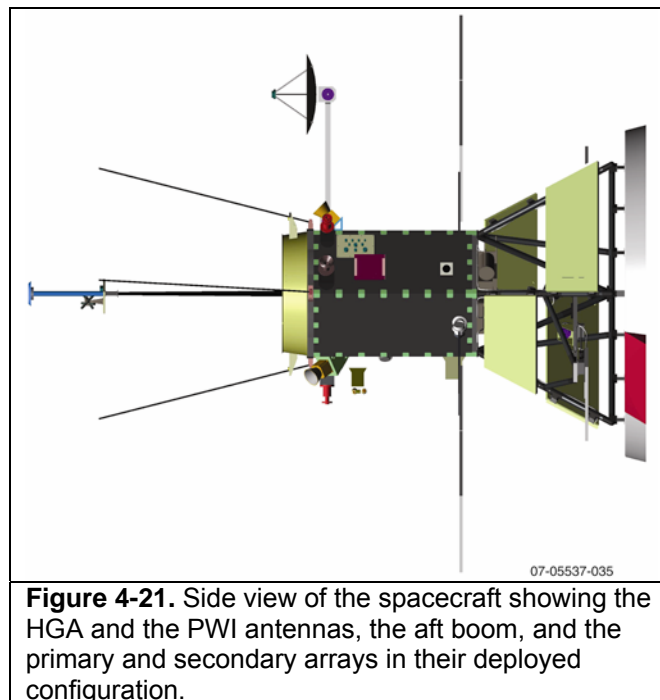 07-05537-035
Figure 4-21. Side view of the spacecraft showing the
HGA and the PWI antennas, the aft boom, and the
primary and secondary arrays in their deployed
configuration.